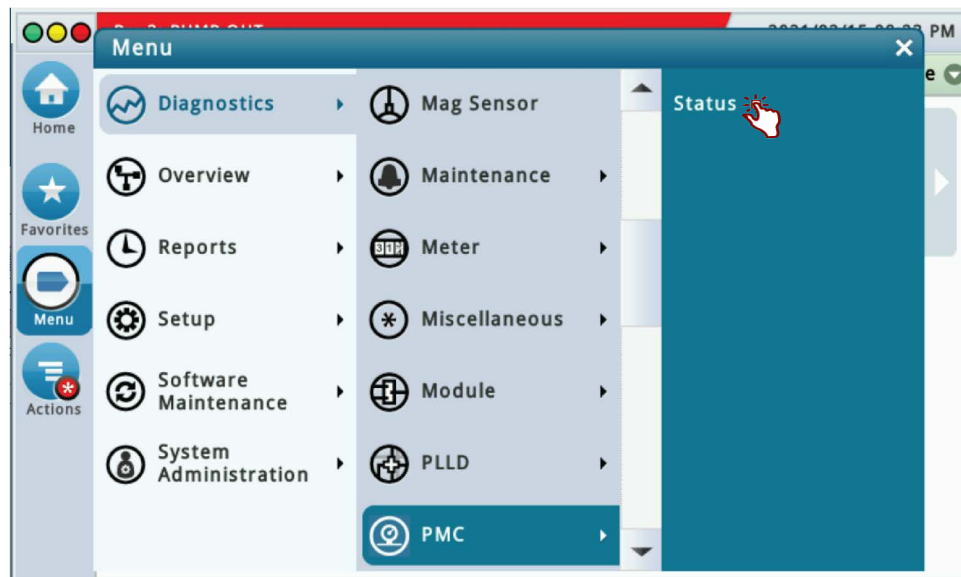 PM
Menu
Home
Favorites
Menu
Actions
Diagnostics
Overview
Reports
Setup
Software
Maintenance
System
Administration
Mag Sensor
Maintenance
Meter
Miscellaneous
Module
PLLD
PMC
Status